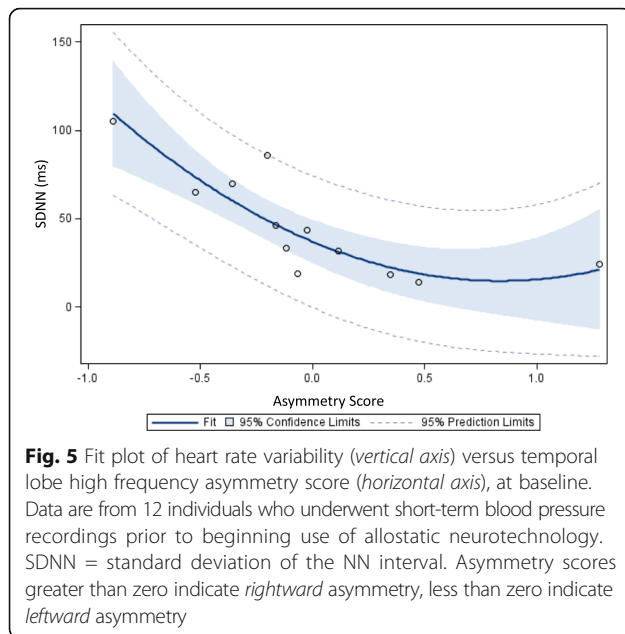 150
100
50
0
SDNN (ms)
-1.0 -0.5 0.0 0.5 1.0
Asymmetry Score
Fit 95% Confidence Limits 95% Prediction Limits
Fig. 5 Fit plot of heart rate variability (vertical axis) versus temporal
lobe high frequency asymmetry score (horizontal axis), at baseline.
Data are from 12 individuals who underwent short-term blood pressure
recordings prior to beginning use of allostatic neurotechnology.
SDNN = standard deviation of the NN interval. Asymmetry scores
greater than zero indicate rightward asymmetry, less than zero indicate
leftward asymmetry